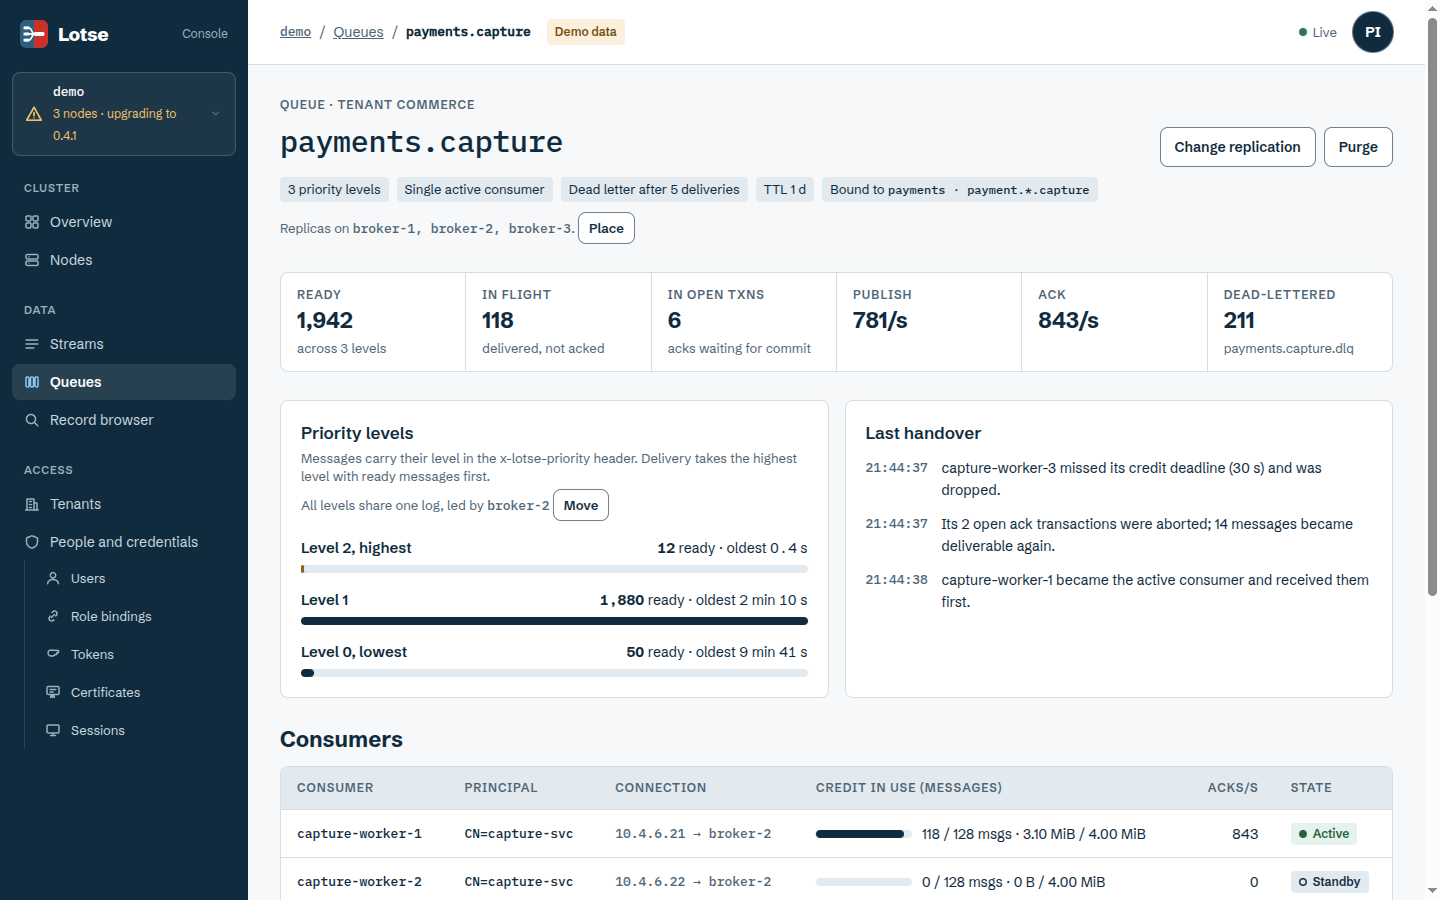 Lotse
Console
demo
3 nodes · upgrading to
0.4.1
CLUSTER
Overview
Nodes
DATA
Streams
Queues
Record browser
ACCESS
Tenants
People and credentials
Users
Role bindings
Tokens
Certificates
Sessions
demo / Queues / payments.capture Demo data
Live PI
QUEUE · TENANT COMMERCE
payments.capture
Change replication Purge
3 priority levels Single active consumer Dead letter after 5 deliveries TTL 1 d Bound to payments · payment.*.capture
Replicas on broker-1, broker-2, broker-3. Place
READY IN FLIGHT IN OPEN TXNS PUBLISH ACK DEAD-LETTERED
1,942 118 6 781/s 843/s 211
across 3 levels delivered, not acked acks waiting for commit payments.capture.dlq
Priority levels
Messages carry their level in the x-lotse-priority header. Delivery takes the highest
level with ready messages first.
All levels share one log, led by broker-2 Move
Level 2, highest 12 ready · oldest 0.4 s
Level 1 1,880 ready · oldest 2 min 10 s
Level 0, lowest 50 ready · oldest 9 min 41 s
Last handover
21:44:37 capture-worker-3 missed its credit deadline (30 s) and was
dropped.
21:44:37 Its 2 open ack transactions were aborted; 14 messages became
deliverable again.
21:44:38 capture-worker-1 became the active consumer and received them
first.
Consumers
CONSUMER PRINCIPAL CONNECTION CREDIT IN USE (MESSAGES) ACKS/S STATE
capture-worker-1 CN=capture-svc 10.4.6.21 → broker-2 118 / 128 msgs · 3.10 MiB / 4.00 MiB 843 Active
capture-worker-2 CN=capture-svc 10.4.6.22 → broker-2 0 / 128 msgs · 0 B / 4.00 MiB 0 Standby